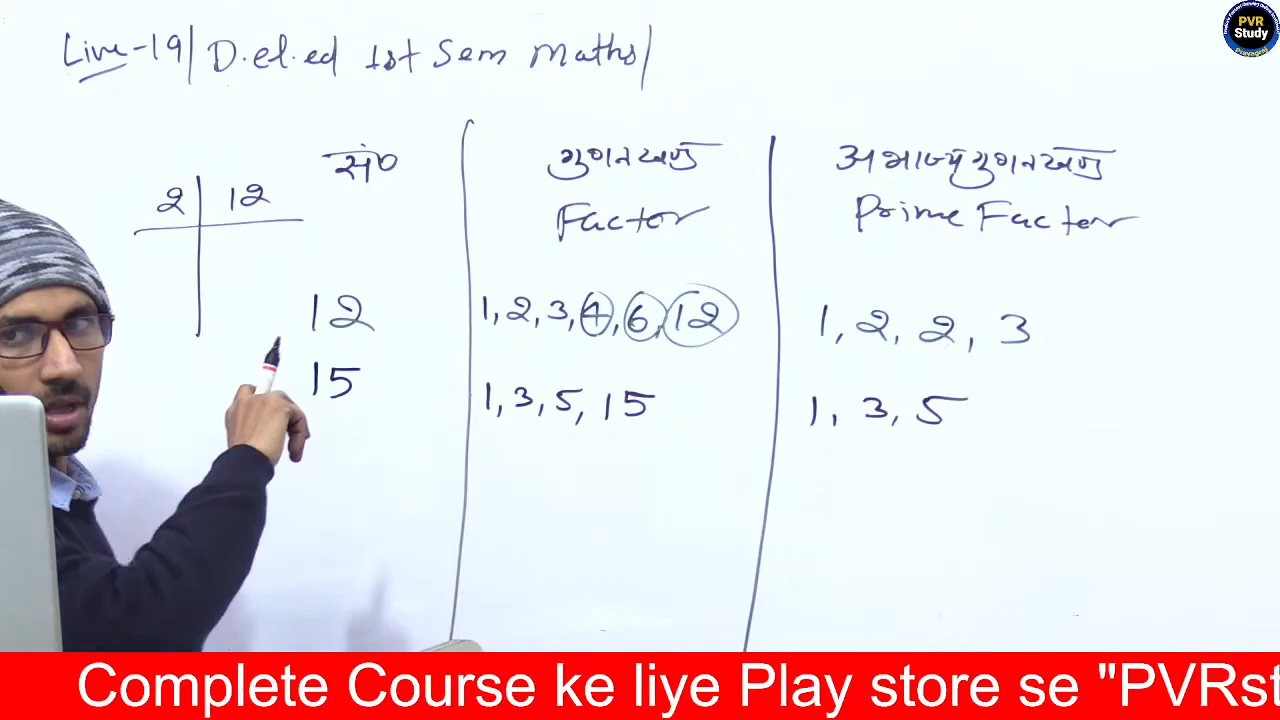 Live-19/ D.el.ed 1st Sem Maths/
PVR
Study
Prayagraj
सं०
गुणनखण्ड
अभाज्य गुणनखण्ड
2 | 12
Factor
Prime Factor
12
1, 2, 3, 4, 6, 12
1, 2, 2, 3
15
1, 3, 5, 15
1, 3, 5
Complete Course ke liye Play store se "PVRst